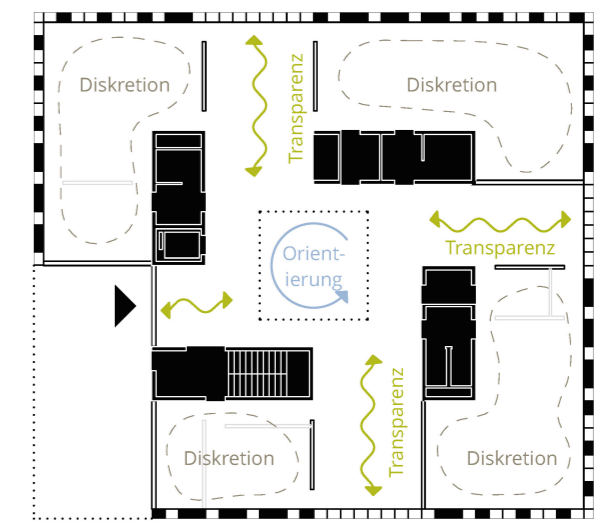 Diskretion
Transparenz
Diskretion
Transparenz
Orient-
ierung
Transparenz
Diskretion
Diskretion